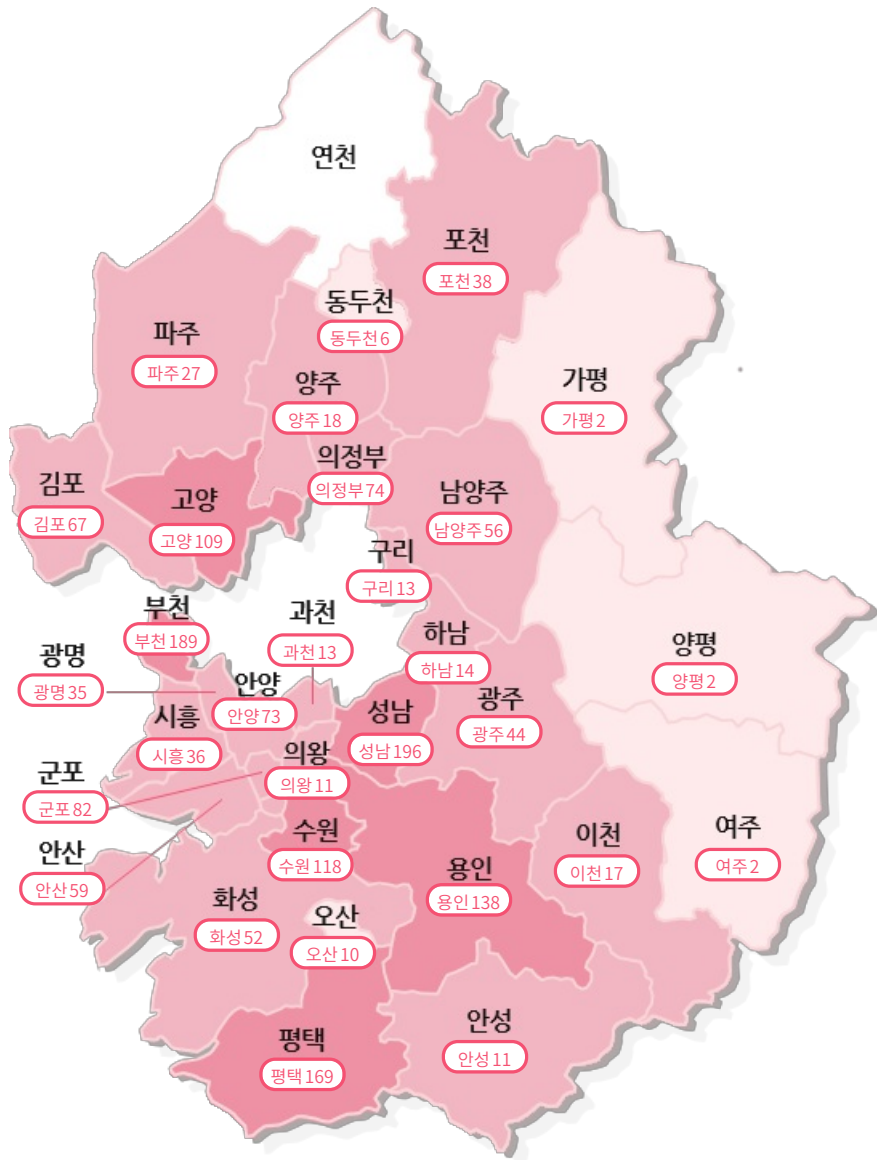 연천
포천
포천38
동두천
동두천6
파주
파주27
양주
양주18
가평
가평2
의정부
의정부74
김포
김포67
고양
고양109
남양주
남양주56
구리
구리13
부천
부천189
과천
과천13
하남
하남14
양평
양평2
광명
광명35
안양
안양73
시흥
시흥36
성남
성남196
광주
광주44
의왕
의왕11
군포
군포82
수원
수원118
이천
이천17
여주
여주2
안산
안산59
용인
용인138
화성
화성52
오산
오산10
안성
안성11
평택
평택169